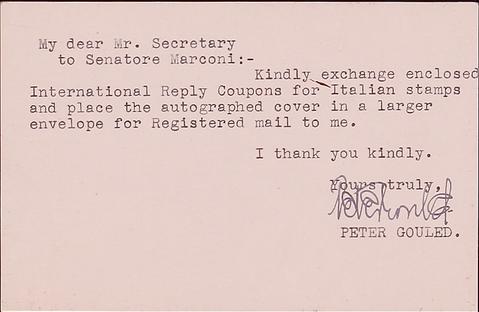 My dear Mr. Secretary
to Senatore Marconi:-
Kindly exchange enclosed
International Reply Coupons for Italian stamps
and place the autographed cover in a larger
envelope for Registered mail to me.
I thank you kindly.
Yours truly,
PETER GOULED.